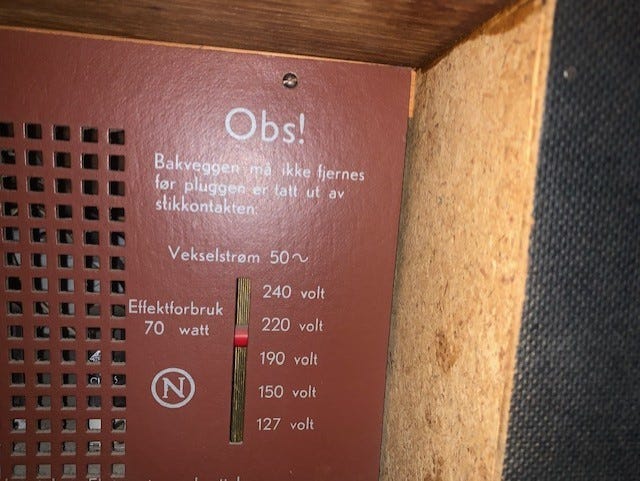 Obs!
Bakveggen må ikke fjernes
før pluggen er tatt ut av
stikkontakten:
Vekselstrøm 50~
240 volt
Effektforbruk
220 volt
70 watt
190 volt
150 volt
N
127 volt